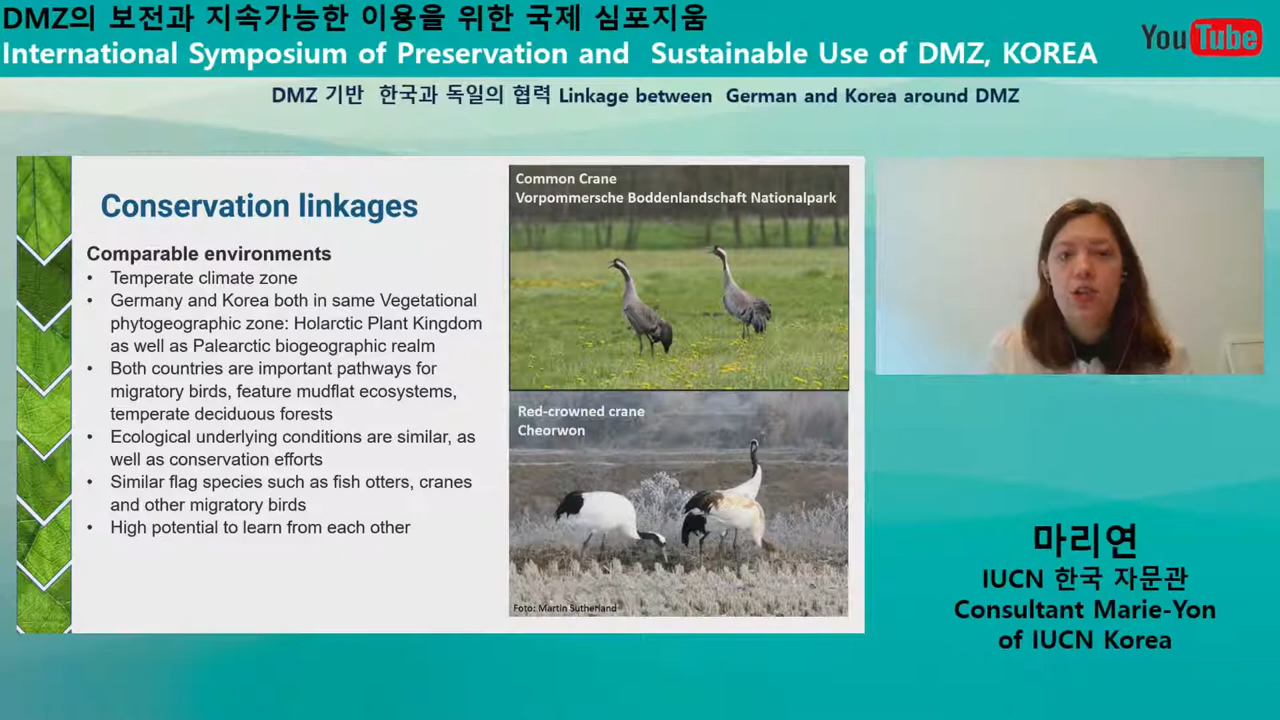 DMZ의 보전과 지속가능한 이용을 위한 국제 심포지움
International Symposium of Preservation and Sustainable Use of DMZ, KOREA
YouTube
DMZ 기반 한국과 독일의 협력 Linkage between German and Korea around DMZ
Conservation linkages
Comparable environments
• Temperate climate zone
• Germany and Korea both in same Vegetational
phytogeographic zone: Holarctic Plant Kingdom
as well as Palearctic biogeographic realm
• Both countries are important pathways for
migratory birds, feature mudflat ecosystems,
temperate deciduous forests
• Ecological underlying conditions are similar, as
well as conservation efforts
• Similar flag species such as fish otters, cranes
and other migratory birds
• High potential to learn from each other
Common Crane
Vorpommersche Boddenlandschaft Nationalpark
Red-crowned crane
Cheorwon
Foto: Martin Sutherland
마리연
IUCN 한국 자문관
Consultant Marie-Yon
of IUCN Korea